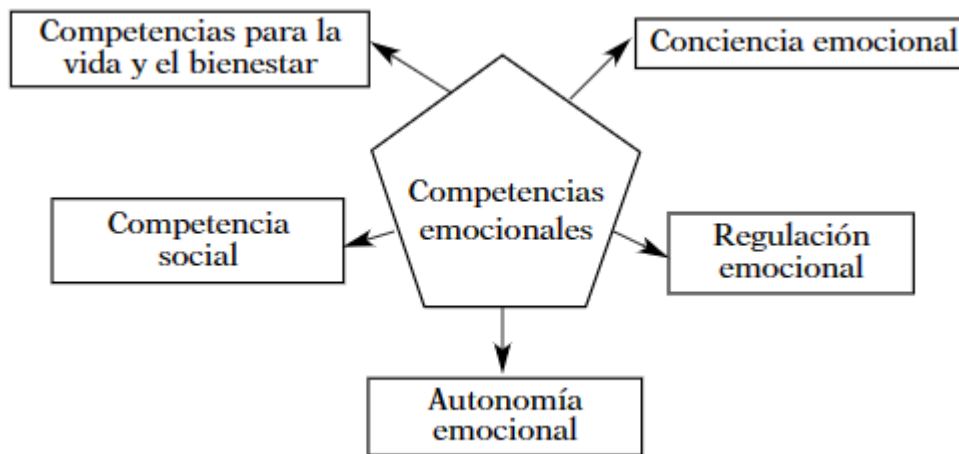 Competencias para la
vida y el bienestar
Conciencia emocional
Competencias
emocionales
Competencia
social
Regulación
emocional
Autonomía
emocional